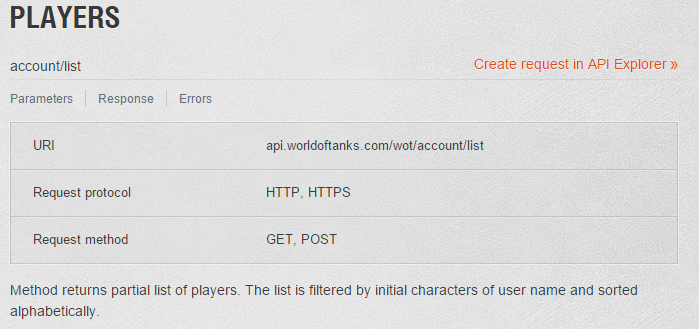 PLAYERS
account/list
Create request in API Explorer »
Parameters
Response
Errors
URI
api.worldoftanks.com/wot/account/list
Request protocol
HTTP, HTTPS
Request method
GET, POST
Method returns partial list of players. The list is filtered by initial characters of user name and sorted
alphabetically.